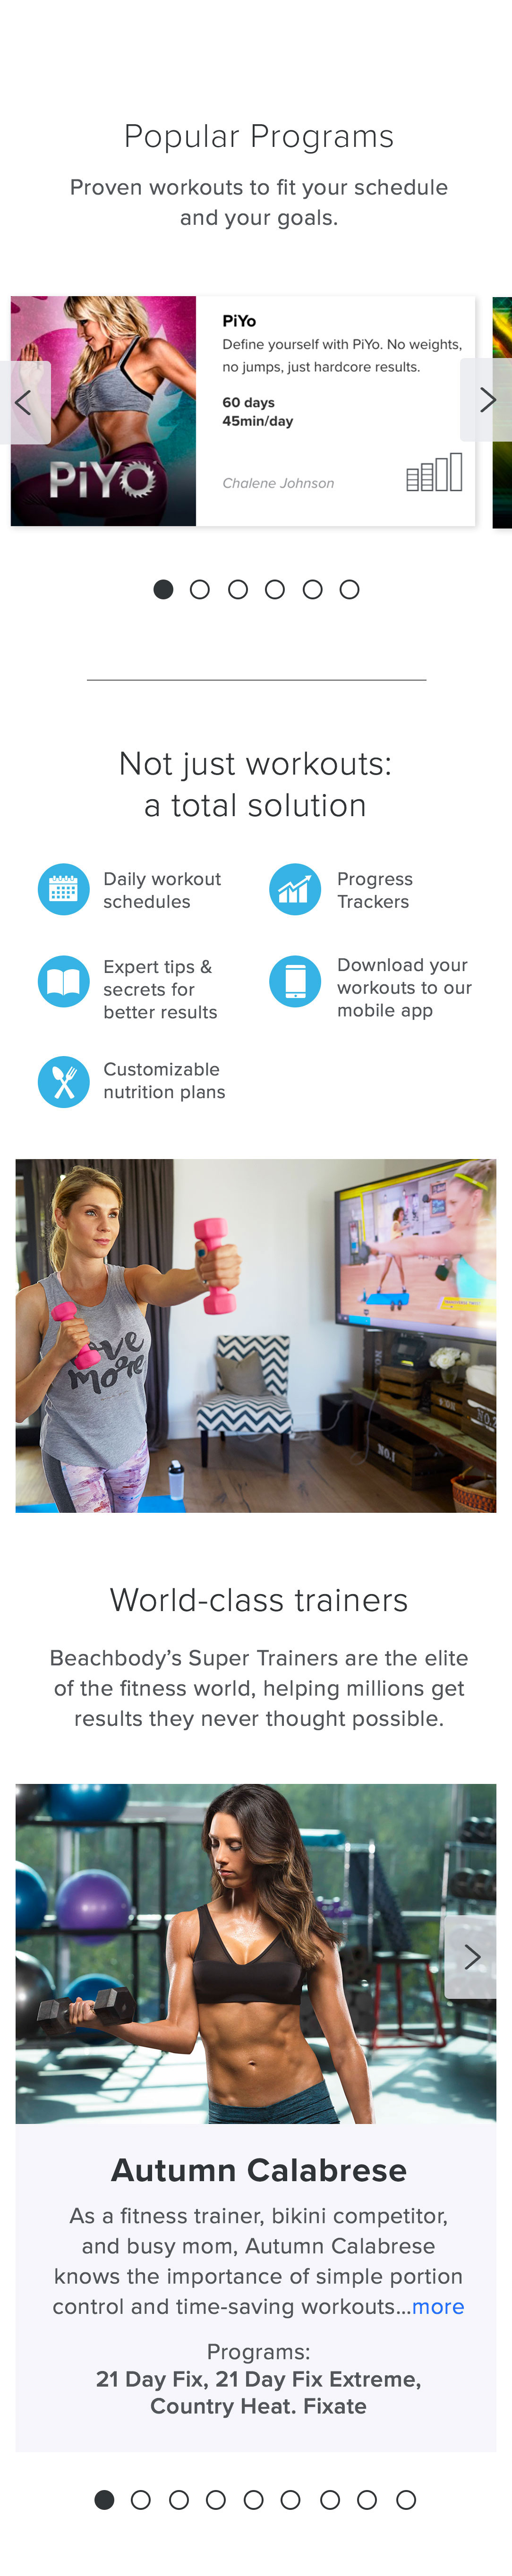 Popular Programs
Proven workouts to fit your schedule
and your goals.
PiYo
Define yourself with PiYo. No weights,
no jumps, just hardcore results.
60 days
45min/day
Chalene Johnson
PiYO
Not just workouts:
a total solution
Daily workout
schedules
Progress
Trackers
Expert tips &
secrets for
better results
Download your
workouts to our
mobile app
Customizable
nutrition plans
more
NO.1
World-class trainers
Beachbody's Super Trainers are the elite
of the fitness world, helping millions get
results they never thought possible.
Autumn Calabrese
As a fitness trainer, bikini competitor,
and busy mom, Autumn Calabrese
knows the importance of simple portion
control and time-saving workouts...more
Programs:
21 Day Fix, 21 Day Fix Extreme,
Country Heat. Fixate